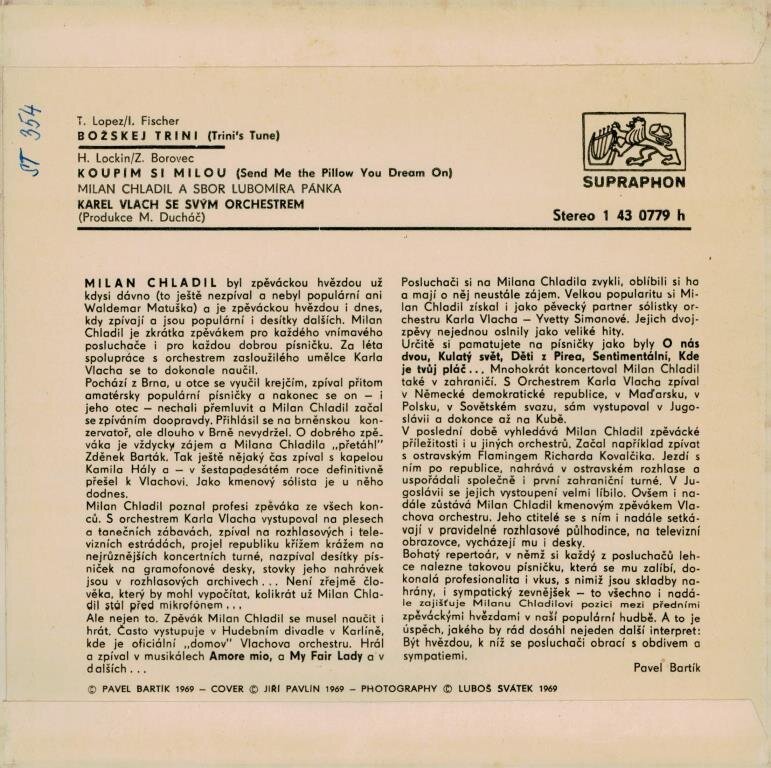 ST 354
T. Lopez/I. Fischer
BOŽSKEJ TRINI (Trini's Tune)
H. Lockin/Z. Borovec
KOUPÍM SI MILOU (Send Me the Pillow You Dream On)
MILAN CHLADIL A SBOR LUBOMÍRA PÁNKA
KAREL VLACH SE SVÝM ORCHESTREM
(Produkce M. Ducháč)
SUPRAPHON
Stereo 1 43 0779 h
MILAN CHLADIL byl zpěváckou hvězdou už
kdysi dávno (to ještě nezpíval a nebyl populární ani
Waldemar Matuška) a je zpěváckou hvězdou i dnes,
kdy zpívají a jsou populární i desítky dalších. Milan
Chladil je zkrátka zpěvákem pro každého vnímavého
posluchače i pro každou dobrou písničku. Za léta
spolupráce s orchestrem zasloužilého umělce Karla
Vlacha se to dokonale naučil.
Pochází z Brna, u otce se vyučil krejčím, zpíval přitom
amatérsky populární písničky a nakonec se on – i
jeho otec – nechali přemluvit a Milan Chladil začal
se zpíváním doopravdy. Přihlásil se na brněnskou kon-
zervatoř, ale dlouho v Brně nevydržel. O dobrého zpě-
váka je vždycky zájem a Milana Chladila „přetáhl"
Zdeněk Barták. Tak ještě nějaký čas zpíval s kapelou
Kamila Hály a – v šestapadesátém roce definitivně
přešel k Vlachovi. Jako kmenový sólista je u něho
dodnes.
Milan Chladil poznal profesi zpěváka ze všech kon-
ců. S orchestrem Karla Vlacha vystupoval na plesech
a tanečních zábavách, zpíval na rozhlasových i tele-
vizních estrádách, projel republiku křížem krážem na
nejrůznějších koncertních turné, nazpíval desítky pís-
niček na gramofonové desky, stovky jeho nahrávek
jsou v rozhlasových archivech... Není zřejmě člo-
věka, který by mohl vypočítat, kolikrát už Milan Chla-
dil stál před mikrofonem...
Ale nejen to. Zpěvák Milan Chladil se musel naučit i
hrát. Často vystupuje v Hudebním divadle v Karlíně,
kde je oficiální „domov" Vlachova orchestru. Hrál
a zpíval v musikálech Amore mio, a My Fair Lady a v
dalších...
Posluchači si na Milana Chladila zvykli, oblíbili si ho
a mají o něj neustále zájem. Velkou popularitu si Mi-
lan Chladil získal i jako pěvecký partner sólistky or-
chestru Karla Vlacha – Yvetty Simanové. Jejich dvoj-
zpěvy nejednou oslnily jako veliké hity.
Určitě si pamatujete na písničky jako byly O nás
dvou, Kulatý svět, Děti z Pirea, Sentimentální, Kde
je tvůj pláč... Mnohokrát koncertoval Milan Chladil
také v zahraničí. S Orchestrem Karla Vlacha zpíval
v Německé demokratické republice, v Maďarsku, v
Polsku, v Sovětském svazu, sám vystupoval v Jugo-
slávii a dokonce až na Kubě.
V poslední době vyhledává Milan Chladil zpěvácké
příležitosti i u jiných orchestrů. Začal například zpívat
s ostravským Flamingem Richarda Kovalčíka. Jezdí s
ním po republice, nahrává v ostravském rozhlase a
uspořádali společně i první zahraniční turné. V Ju-
goslávii se jejich vystoupení velmi líbilo. Ovšem i na-
dále zůstává Milan Chladil kmenovým zpěvákem Vla-
chova orchestru. Jeho ctitelé se s ním i nadále setká-
vají v pravidelné rozhlasové půlhodince, na televizní
obrazovce, vycházejí mu i desky.
Bohatý repertoár, v němž si každý z posluchačů leh-
ce nalezne takovou písničku, která se mu zalíbí, do-
konalá profesionalita i vkus, s nimiž jsou skladby na-
hrány, i sympatický zevnějšek – to všechno i nadá-
le zajišťuje Milanu Chladilovi pozici mezi předními
zpěváckými hvězdami v naší populární hudbě. A to je
úspěch, jakého by rád dosáhl nejeden další interpret:
Být hvězdou, k níž se posluchači obrací s obdivem a
sympatiemi.
Pavel Bartík
© PAVEL BARTÍK 1969 – COVER © JIŘÍ PAVLÍN 1969 – PHOTOGRAPHY © LUBOŠ SVÁTEK 1969